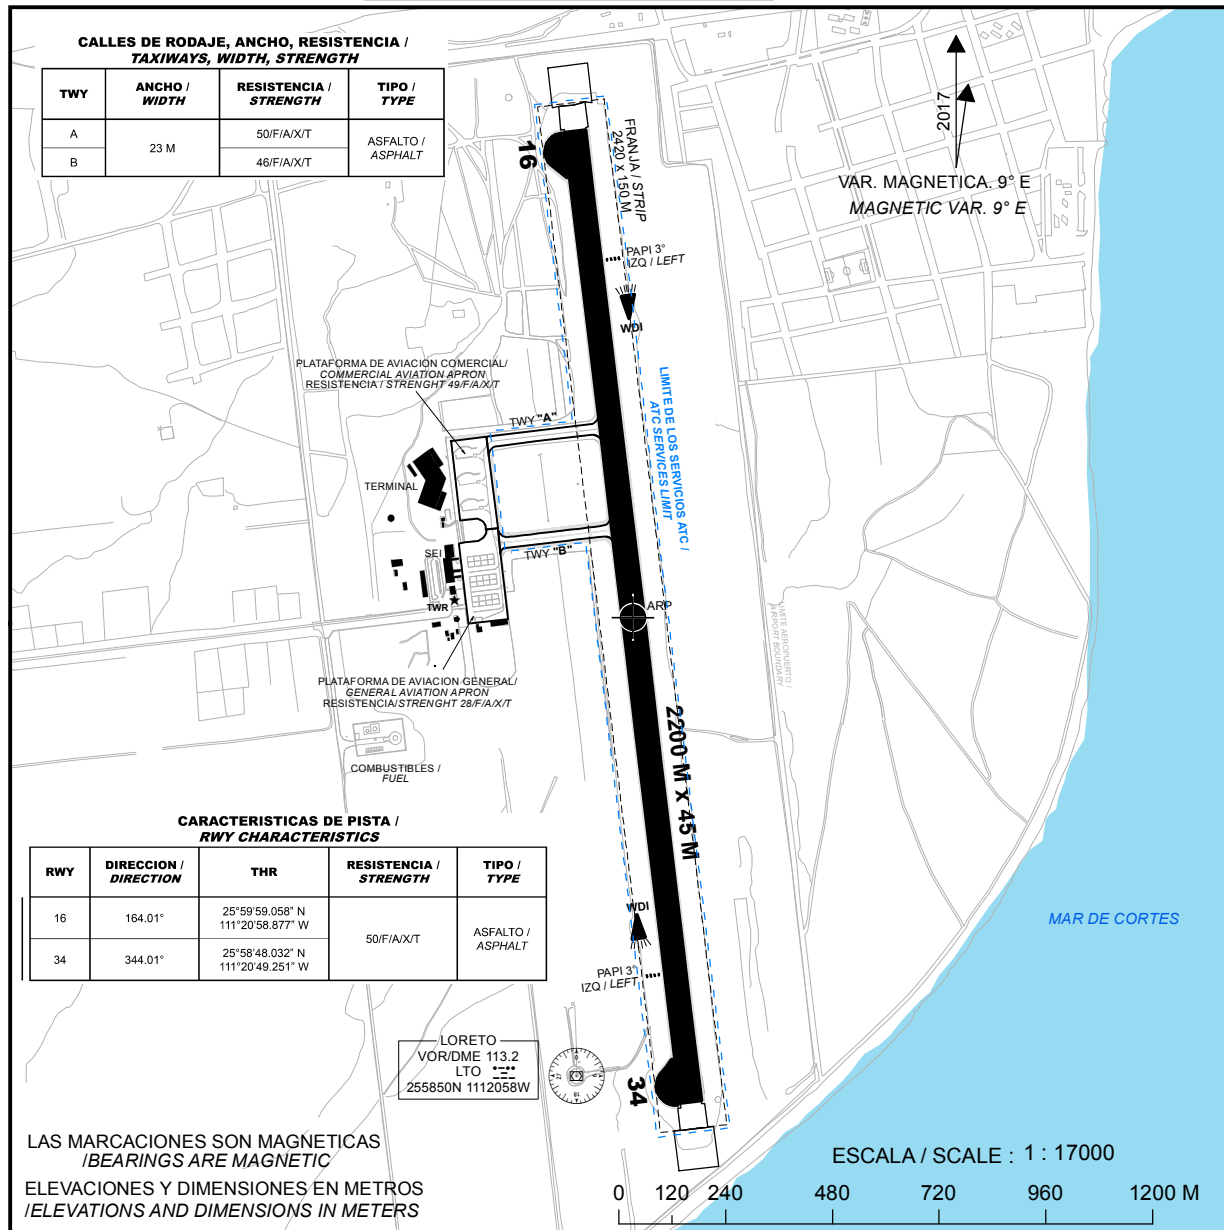 CALLES DE RODAJE, ANCHO, RESISTENCIA /
TAXIWAYS, WIDTH, STRENGTH
TWY
ANCHO /
WIDTH
RESISTENCIA /
STRENGTH
TIPO /
TYPE
A
23 M
50/F/A/X/T
ASFALTO /
ASPHALT
B
46/F/A/X/T
16
FRANJA / STRIP
2420 x 150 M
PAPI 3°
IZQ / LEFT
WDI
2017
VAR. MAGNETICA. 9° E
MAGNETIC VAR. 9° E
PLATAFORMA DE AVIACION COMERCIAL/
COMMERCIAL AVIATION APRON
RESISTENCIA / STRENGHT 49/F/A/X/T
TWY "A"
LIMITE DE LOS SERVICIOS ATC /
ATC SERVICES LIMIT
TERMINAL
SEI
TWY "B"
TWR
ARP
LIMITE AEROPUERTO /
AIRPORT BOUNDARY
PLATAFORMA DE AVIACION GENERAL/
GENERAL AVIATION APRON
RESISTENCIA/STRENGHT 28/F/A/X/T
COMBUSTIBLES /
FUEL
2200 M X 45 M
CARACTERISTICAS DE PISTA /
RWY CHARACTERISTICS
RWY
DIRECCION /
DIRECTION
THR
RESISTENCIA /
STRENGTH
TIPO /
TYPE
16
164.01°
25°59'59.058" N
111°20'58.877" W
50/F/A/X/T
ASFALTO /
ASPHALT
34
344.01°
25°58'48.032" N
111°20'49.251" W
WDI
PAPI 3°
IZQ / LEFT
MAR DE CORTES
LORETO
VOR/DME 113.2
LTO
255850N 1112058W
34
LAS MARCACIONES SON MAGNETICAS
/BEARINGS ARE MAGNETIC
ELEVACIONES Y DIMENSIONES EN METROS
/ELEVATIONS AND DIMENSIONS IN METERS
ESCALA / SCALE : 1 : 17000
0 120 240 480 720 960 1200 M